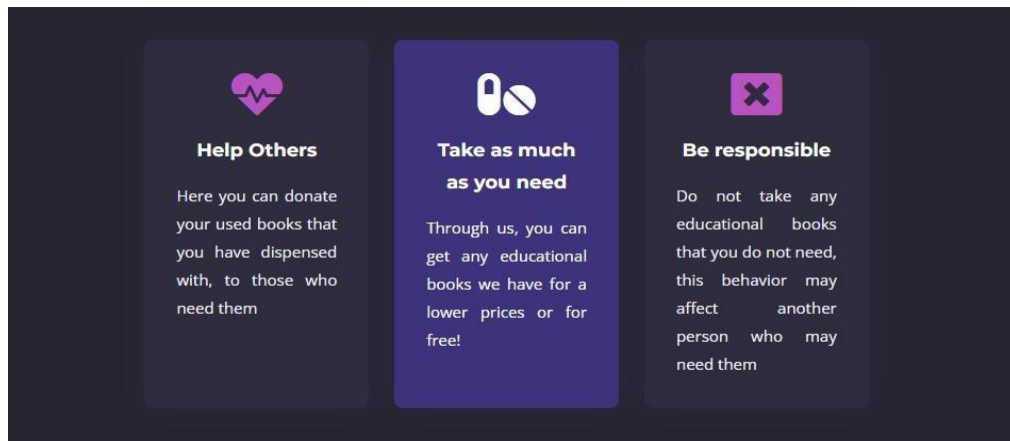 Help Others
Here you can donate
your used books that
you have dispensed
with, to those who
need them
Take as much
as you need
Through us, you can
get any educational
books we have for a
lower prices or for
free!
Be responsible
Do not take any
educational books
that you do not need,
this behavior may
affect another
person who may
need them